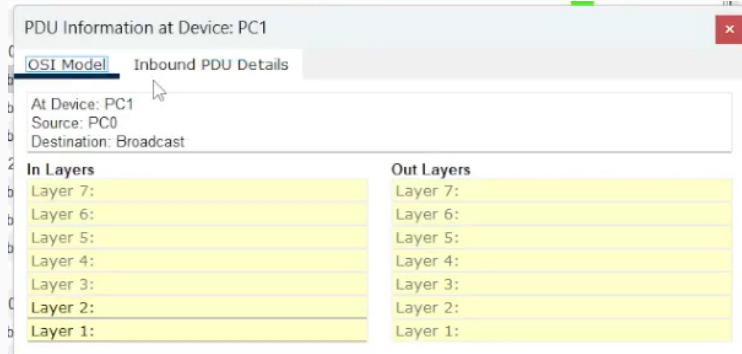 PDU Information at Device: PC1
OSI Model Inbound PDU Details
At Device: PC1
Source: PC0
Destination: Broadcast
In Layers Out Layers
Layer 7: Layer 7:
Layer 6: Layer 6:
Layer 5: Layer 5:
Layer 4: Layer 4:
Layer 3: Layer 3:
Layer 2: Layer 2:
Layer 1: Layer 1: